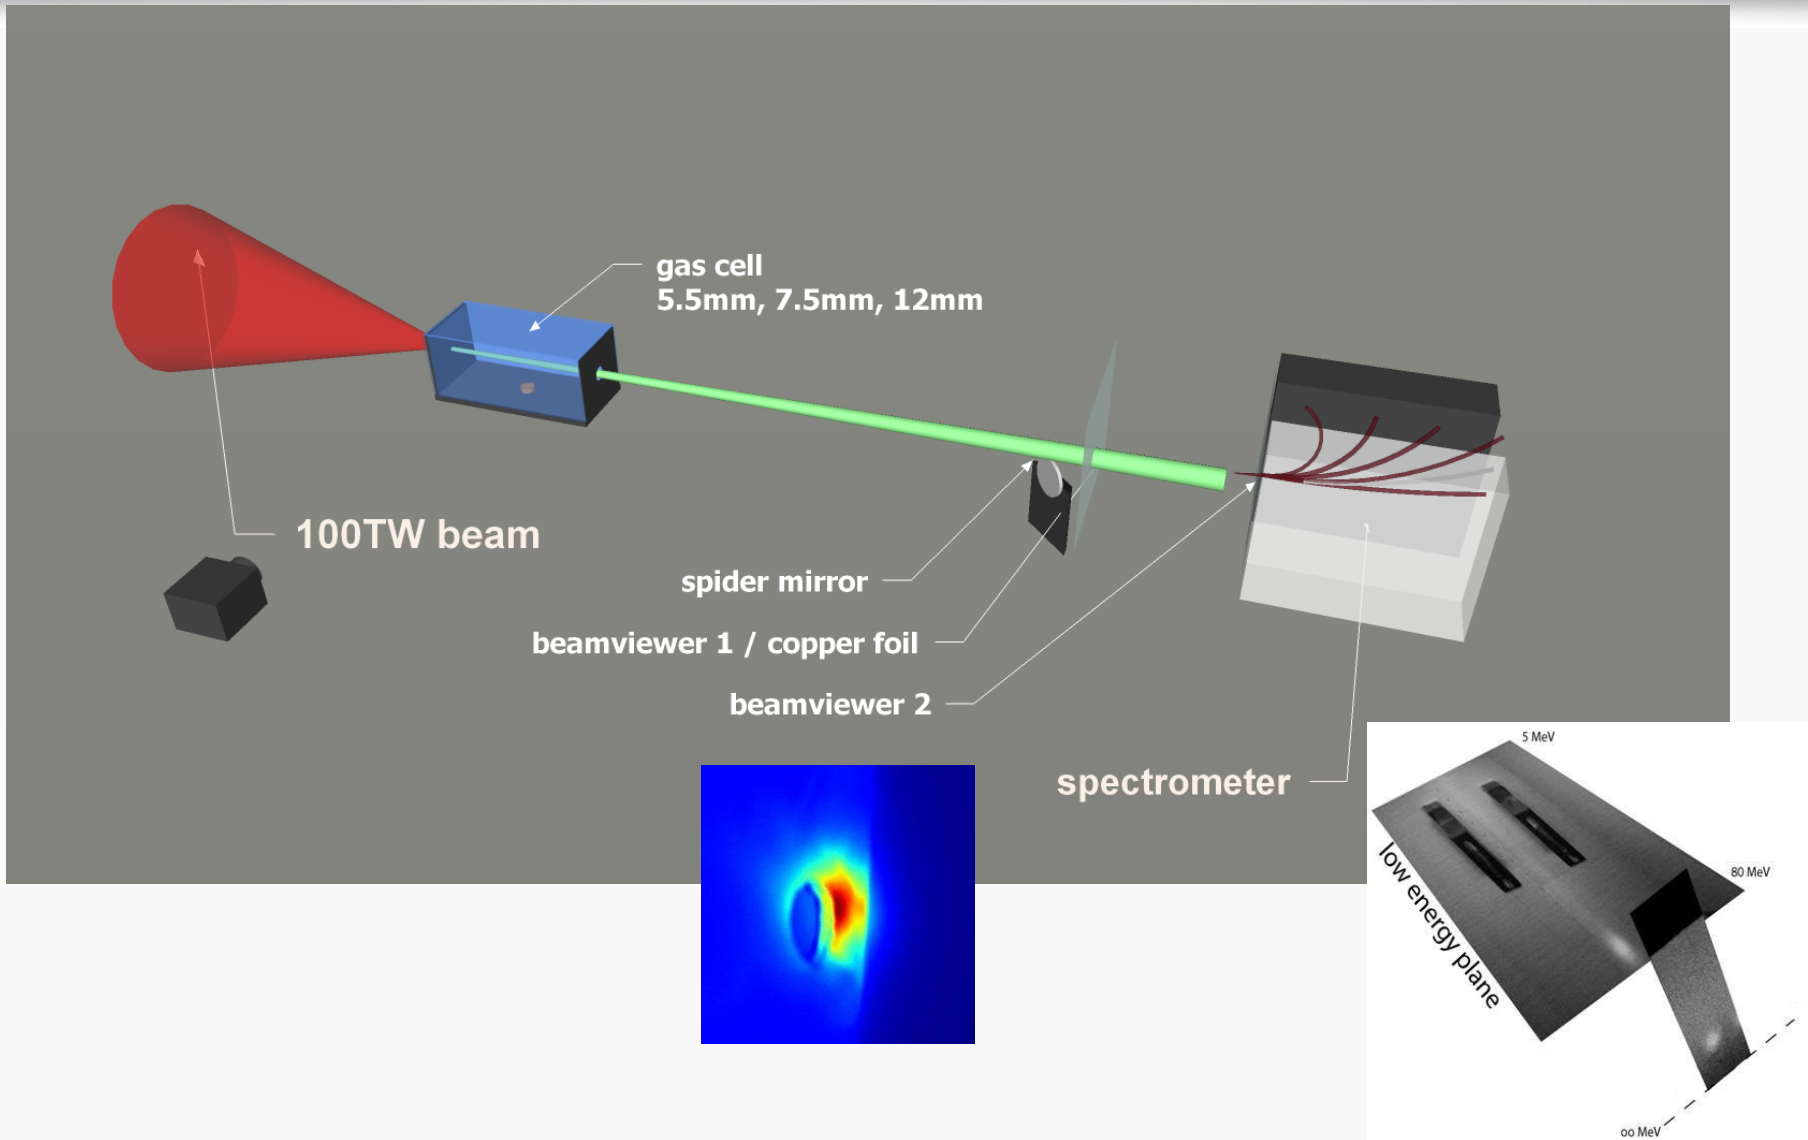 gas cell
5.5mm, 7.5mm, 12mm
100TW beam
spider mirror
beamviewer 1 / copper foil
beamviewer 2
spectrometer
5 MeV
80 MeV
low energy plane
oo MeV